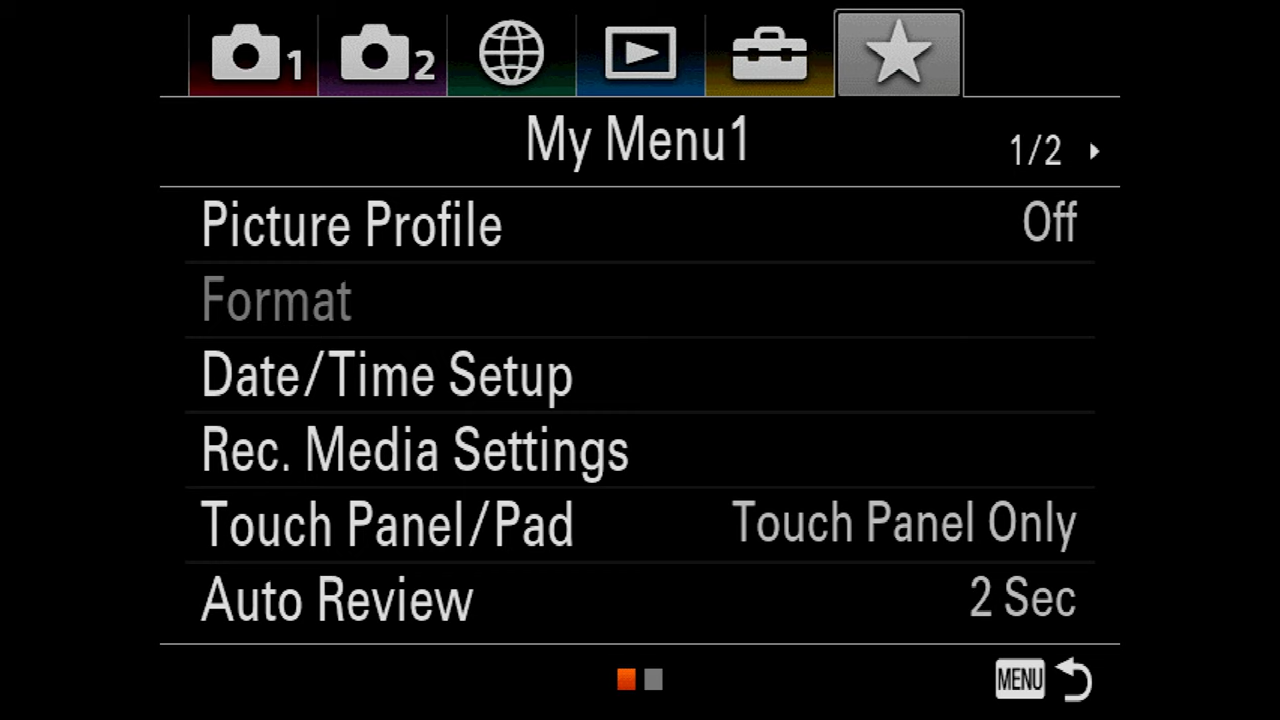 1 2
My Menu1 1/2
Picture Profile Off
Format
Date/Time Setup
Rec. Media Settings
Touch Panel/Pad Touch Panel Only
Auto Review 2 Sec
MENU